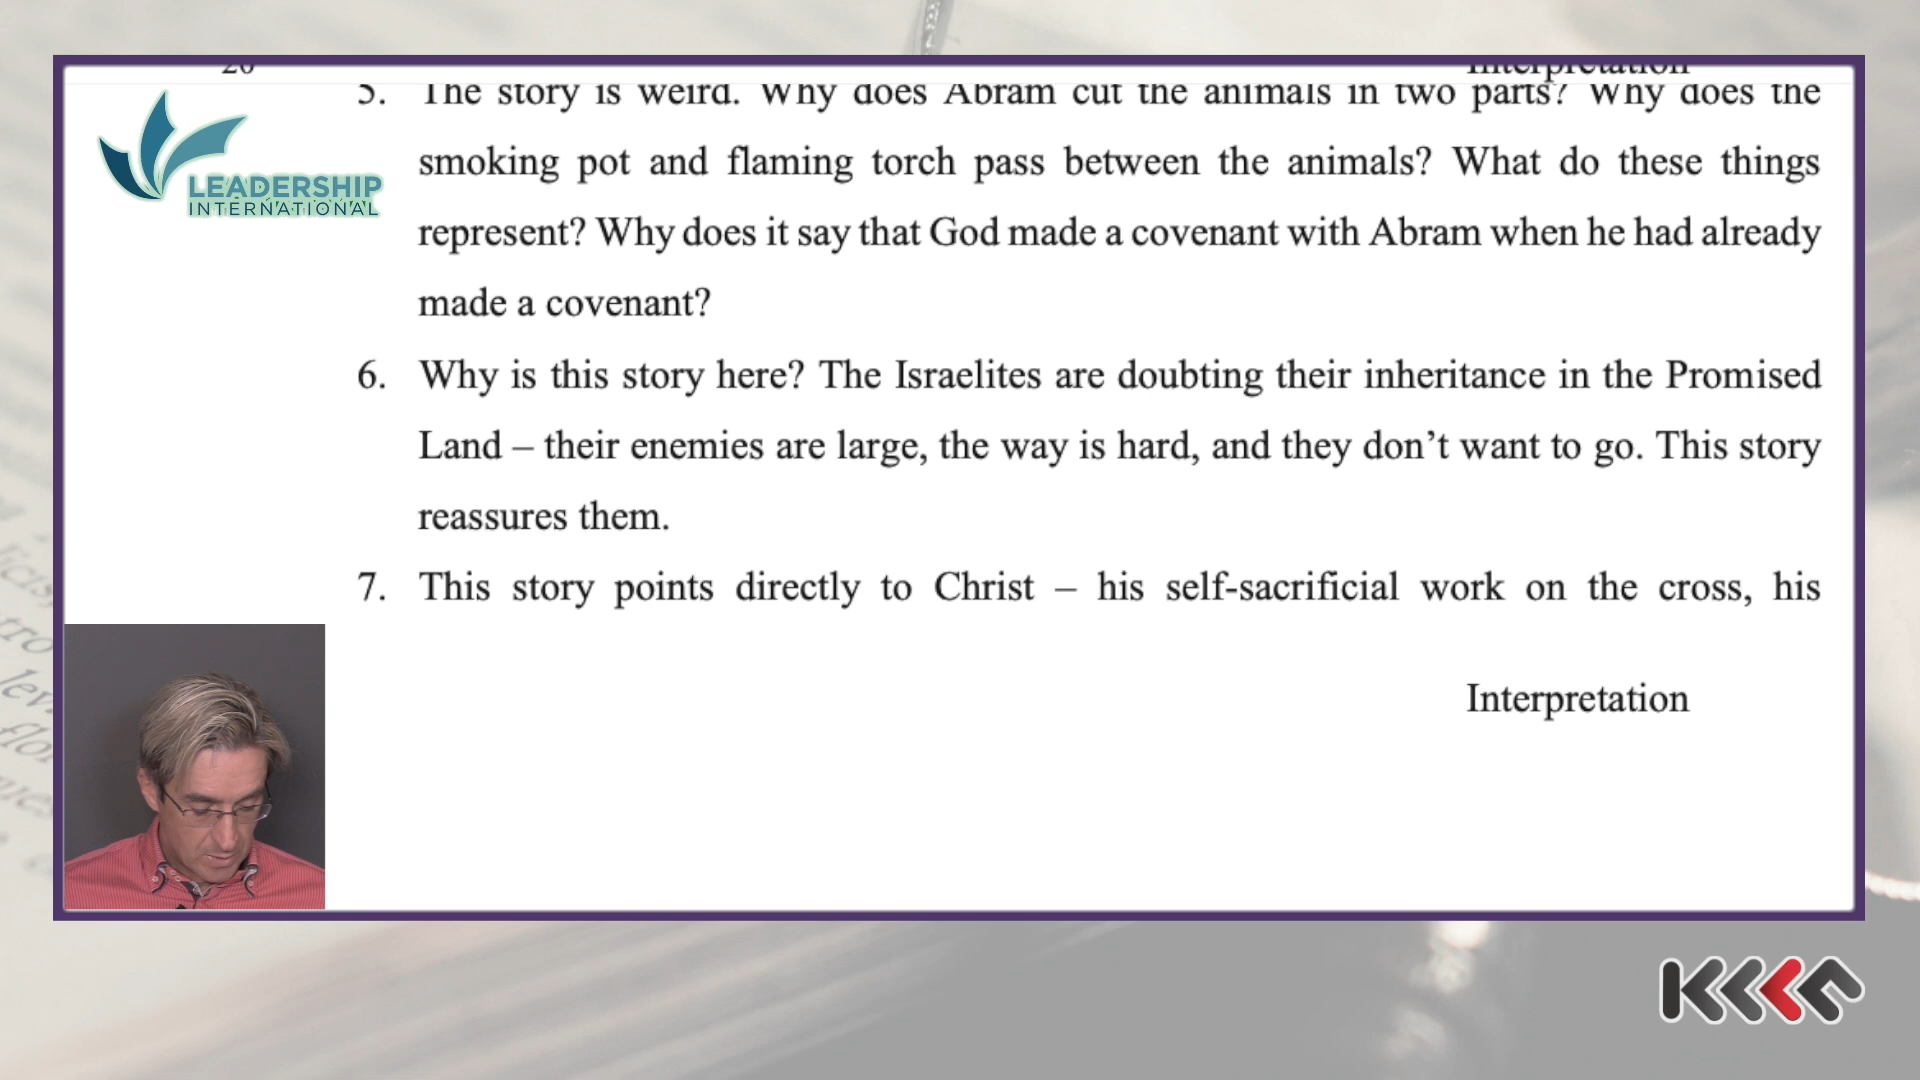 20
Interpretation
5. The story is weird. Why does Abram cut the animals in two parts? Why does the
smoking pot and flaming torch pass between the animals? What do these things
represent? Why does it say that God made a covenant with Abram when he had already
made a covenant?
6. Why is this story here? The Israelites are doubting their inheritance in the Promised
Land – their enemies are large, the way is hard, and they don’t want to go. This story
reassures them.
7. This story points directly to Christ – his self-sacrificial work on the cross, his
Interpretation
LEADERSHIP
INTERNATIONAL